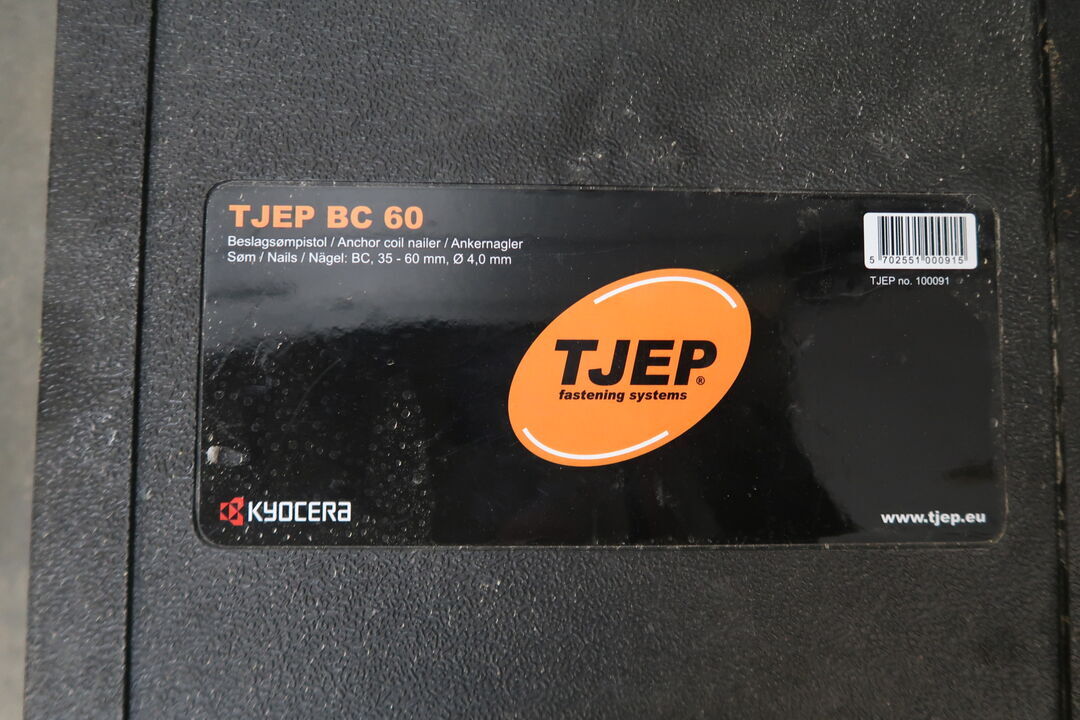 TJEP BC 60
Beslagsømpistol / Anchor coil nailer / Ankernagler
Søm / Nails / Nägel: BC, 35 - 60 mm, Ø 4,0 mm
5 702551 000915
TJEP no. 100091
TJEP®
fastening systems
KYOCERA
www.tjep.eu